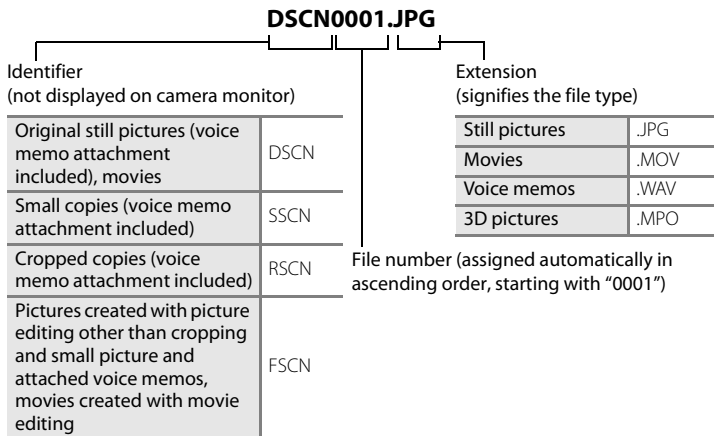 DSCN0001.JPG
Identifier
(not displayed on camera monitor)
Original still pictures (voice
memo attachment
included), movies
DSCN
Small copies (voice memo
attachment included)
SSCN
Cropped copies (voice
memo attachment included)
RSCN
Pictures created with picture
editing other than cropping
and small picture and
attached voice memos,
movies created with movie
editing
FSCN
Extension
(signifies the file type)
Still pictures .JPG
Movies .MOV
Voice memos .WAV
3D pictures .MPO
File number (assigned automatically in
ascending order, starting with “0001”)